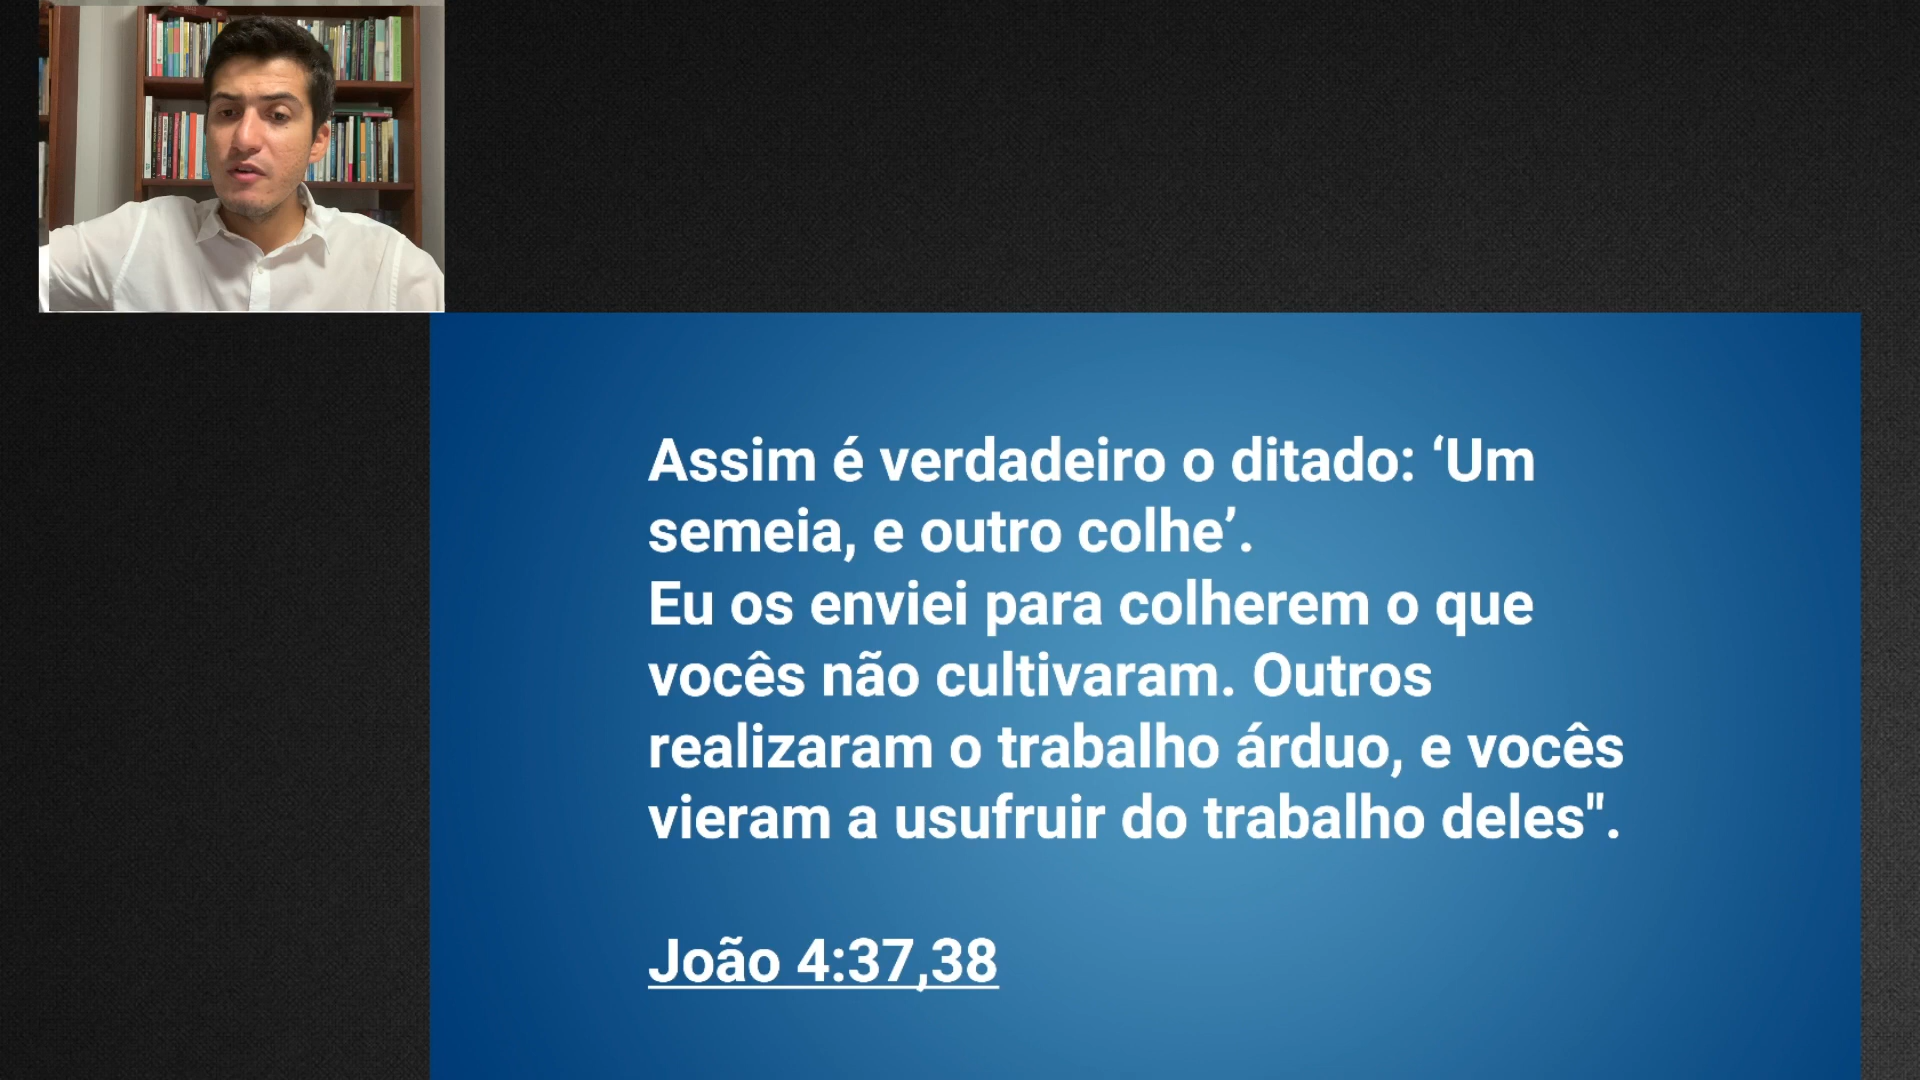 Assim é verdadeiro o ditado: ‘Um
semeia, e outro colhe’.
Eu os enviei para colherem o que
vocês não cultivaram. Outros
realizaram o trabalho árduo, e vocês
vieram a usufruir do trabalho deles".
João 4:37,38